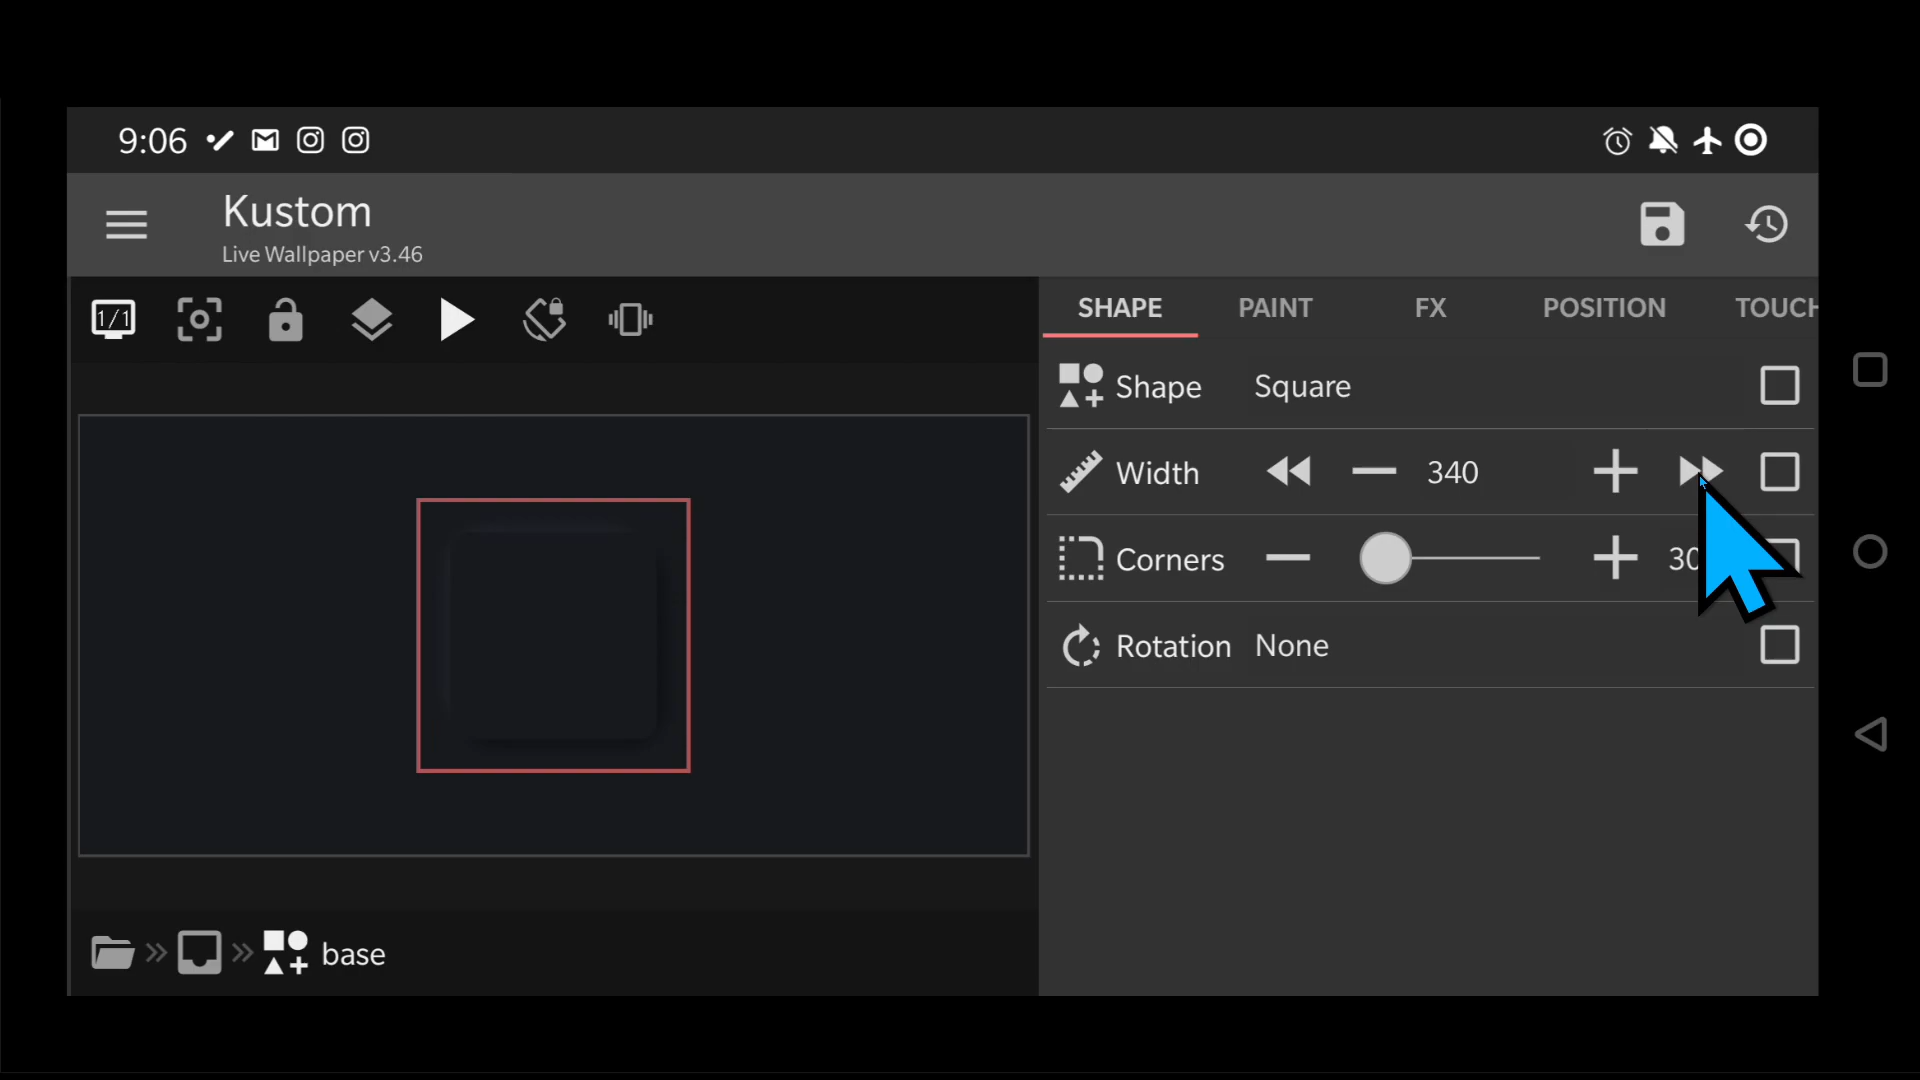 9:06
Kustom
Live Wallpaper v3.46
1/1
SHAPE PAINT FX POSITION TOUCH
Shape Square
Width 340
Corners 30
Rotation None
base